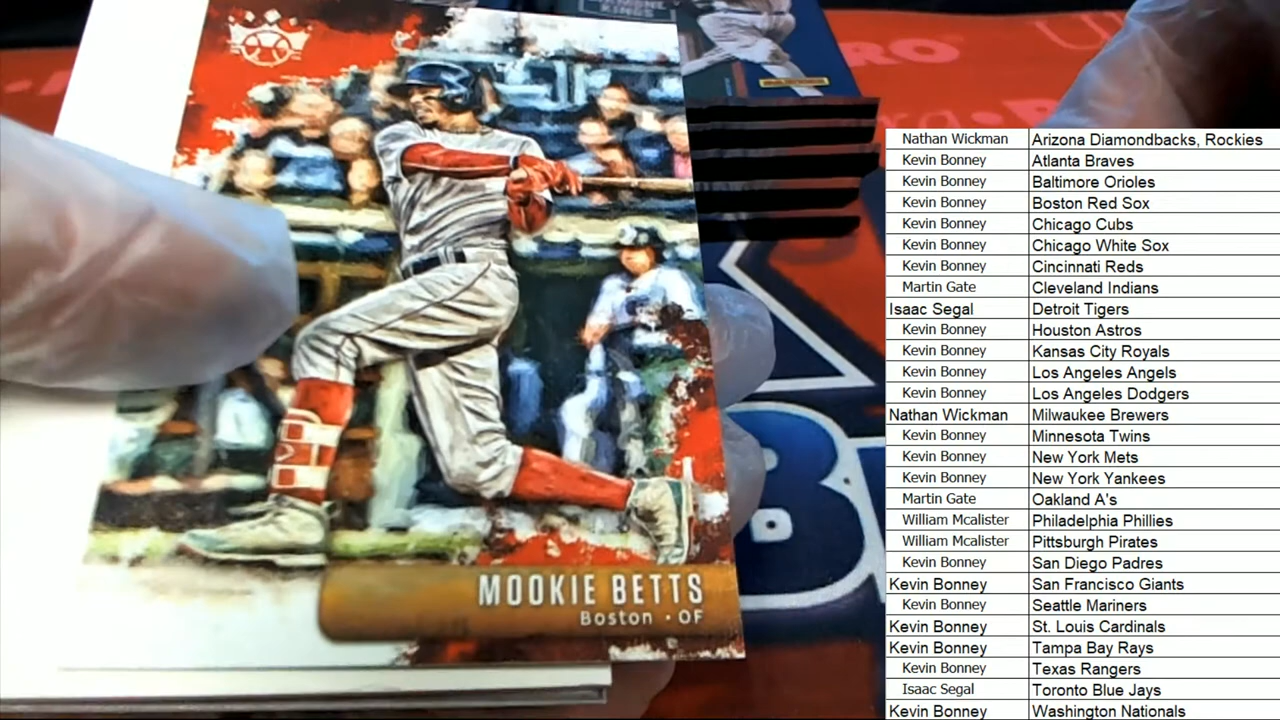 MOOKIE BETTS
Boston · OF
Nathan Wickman Arizona Diamondbacks, Rockies
Kevin Bonney Atlanta Braves
Kevin Bonney Baltimore Orioles
Kevin Bonney Boston Red Sox
Kevin Bonney Chicago Cubs
Kevin Bonney Chicago White Sox
Kevin Bonney Cincinnati Reds
Martin Gate Cleveland Indians
Isaac Segal Detroit Tigers
Kevin Bonney Houston Astros
Kevin Bonney Kansas City Royals
Kevin Bonney Los Angeles Angels
Kevin Bonney Los Angeles Dodgers
Nathan Wickman Milwaukee Brewers
Kevin Bonney Minnesota Twins
Kevin Bonney New York Mets
Kevin Bonney New York Yankees
Martin Gate Oakland A's
William Mcalister Philadelphia Phillies
William Mcalister Pittsburgh Pirates
Kevin Bonney San Diego Padres
Kevin Bonney San Francisco Giants
Kevin Bonney Seattle Mariners
Kevin Bonney St. Louis Cardinals
Kevin Bonney Tampa Bay Rays
Kevin Bonney Texas Rangers
Isaac Segal Toronto Blue Jays
Kevin Bonney Washington Nationals